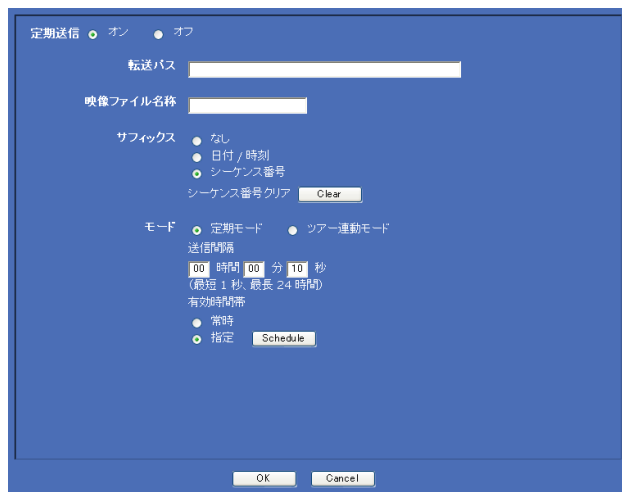 定期送信 オン オフ
転送パス
映像ファイル名称
サフィックス なし
日付 / 時刻
シーケンス番号
シーケンス番号クリア Clear
モード 定期モード ツアー連動モード
送信間隔
00 時間 00 分 10 秒
(最短 1 秒、最長 24 時間)
有効時間帯
常時
指定 Schedule
OK Cancel